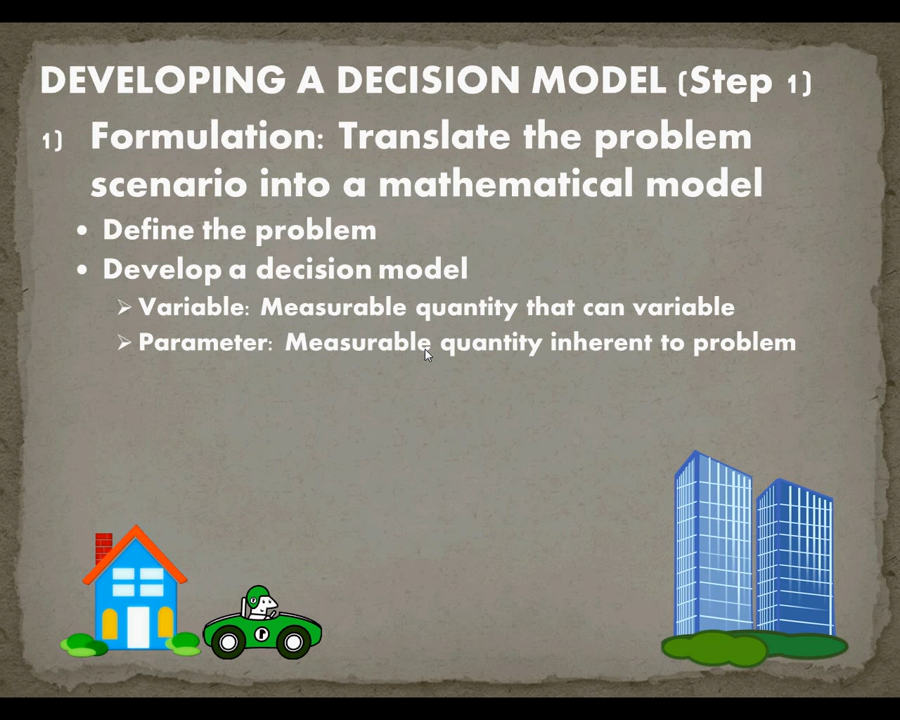 DEVELOPING A DECISION MODEL (Step 1)
1) Formulation: Translate the problem
scenario into a mathematical model
• Define the problem
• Develop a decision model
➢ Variable: Measurable quantity that can variable
➢ Parameter: Measurable quantity inherent to problem
r